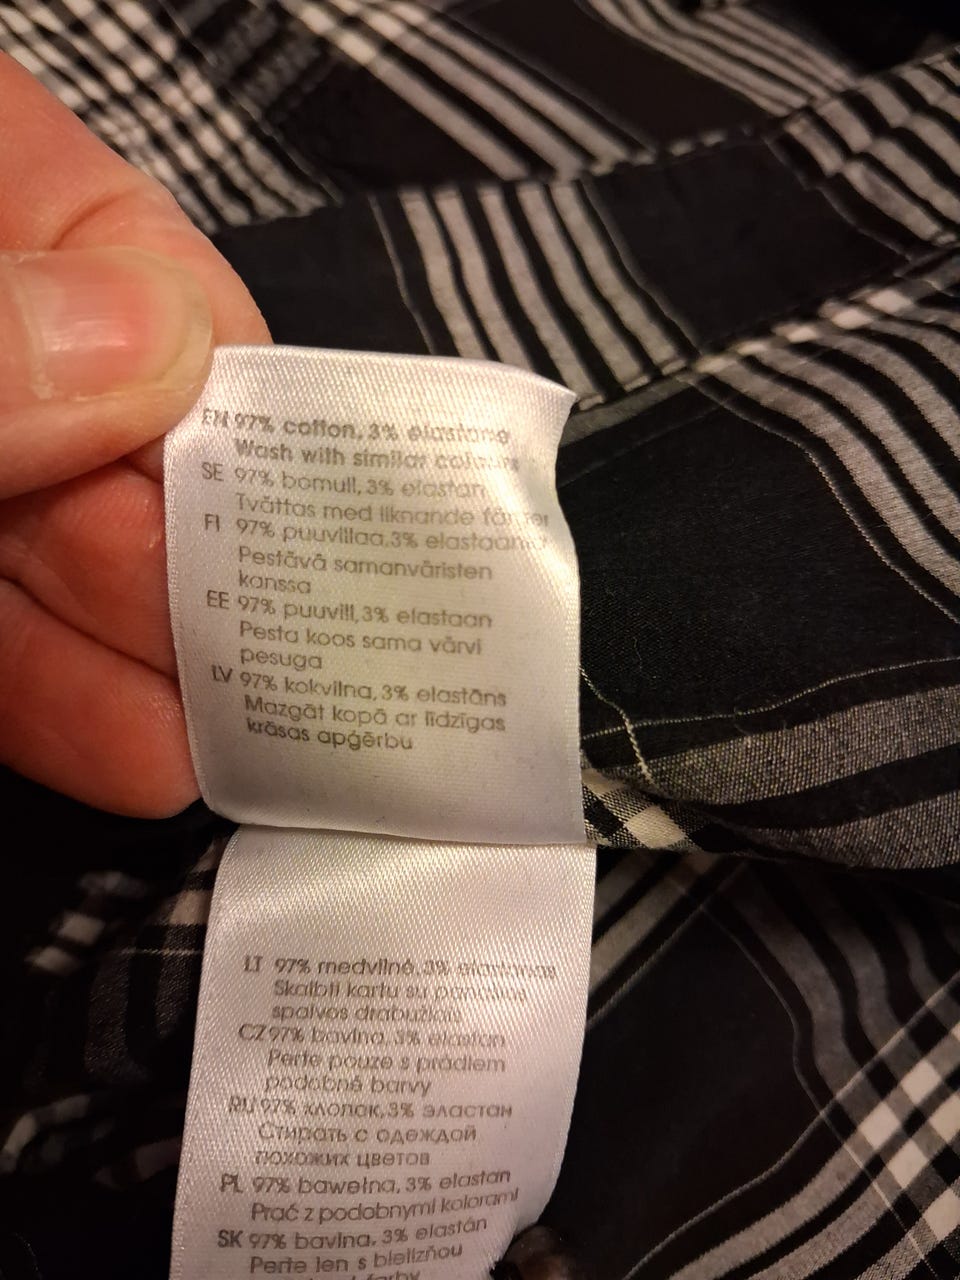 EN 97% cotton, 3% elastane
Wash with similar colours
SE 97% bomull, 3% elastan
Tvättas med liknande färger
FI 97% puuvillaa,3% elastaania
Pestävä samanväristen
kanssa
EE 97% puuvill,3% elastaan
Pesta koos sama värvi
pesuga
LV 97% kokvilna, 3% elastāns
Mazgāt kopā ar līdzīgas
krāsas apģērbu
LT 97% medvilnė, 3% elastanas
Skalbti kartu su panašios
spalvos drabužiais
CZ 97% bavlna, 3% elastan
Perte pouze s prádlem
podobné barvy
RU 97% хлопок,3% эластан
Стирать с одеждой
похожих цветов
PL 97% bawełna, 3% elastan
Prać z podobnymi kolorami
SK 97% bavlna, 3% elastán
Perte len s bielizňou
farby